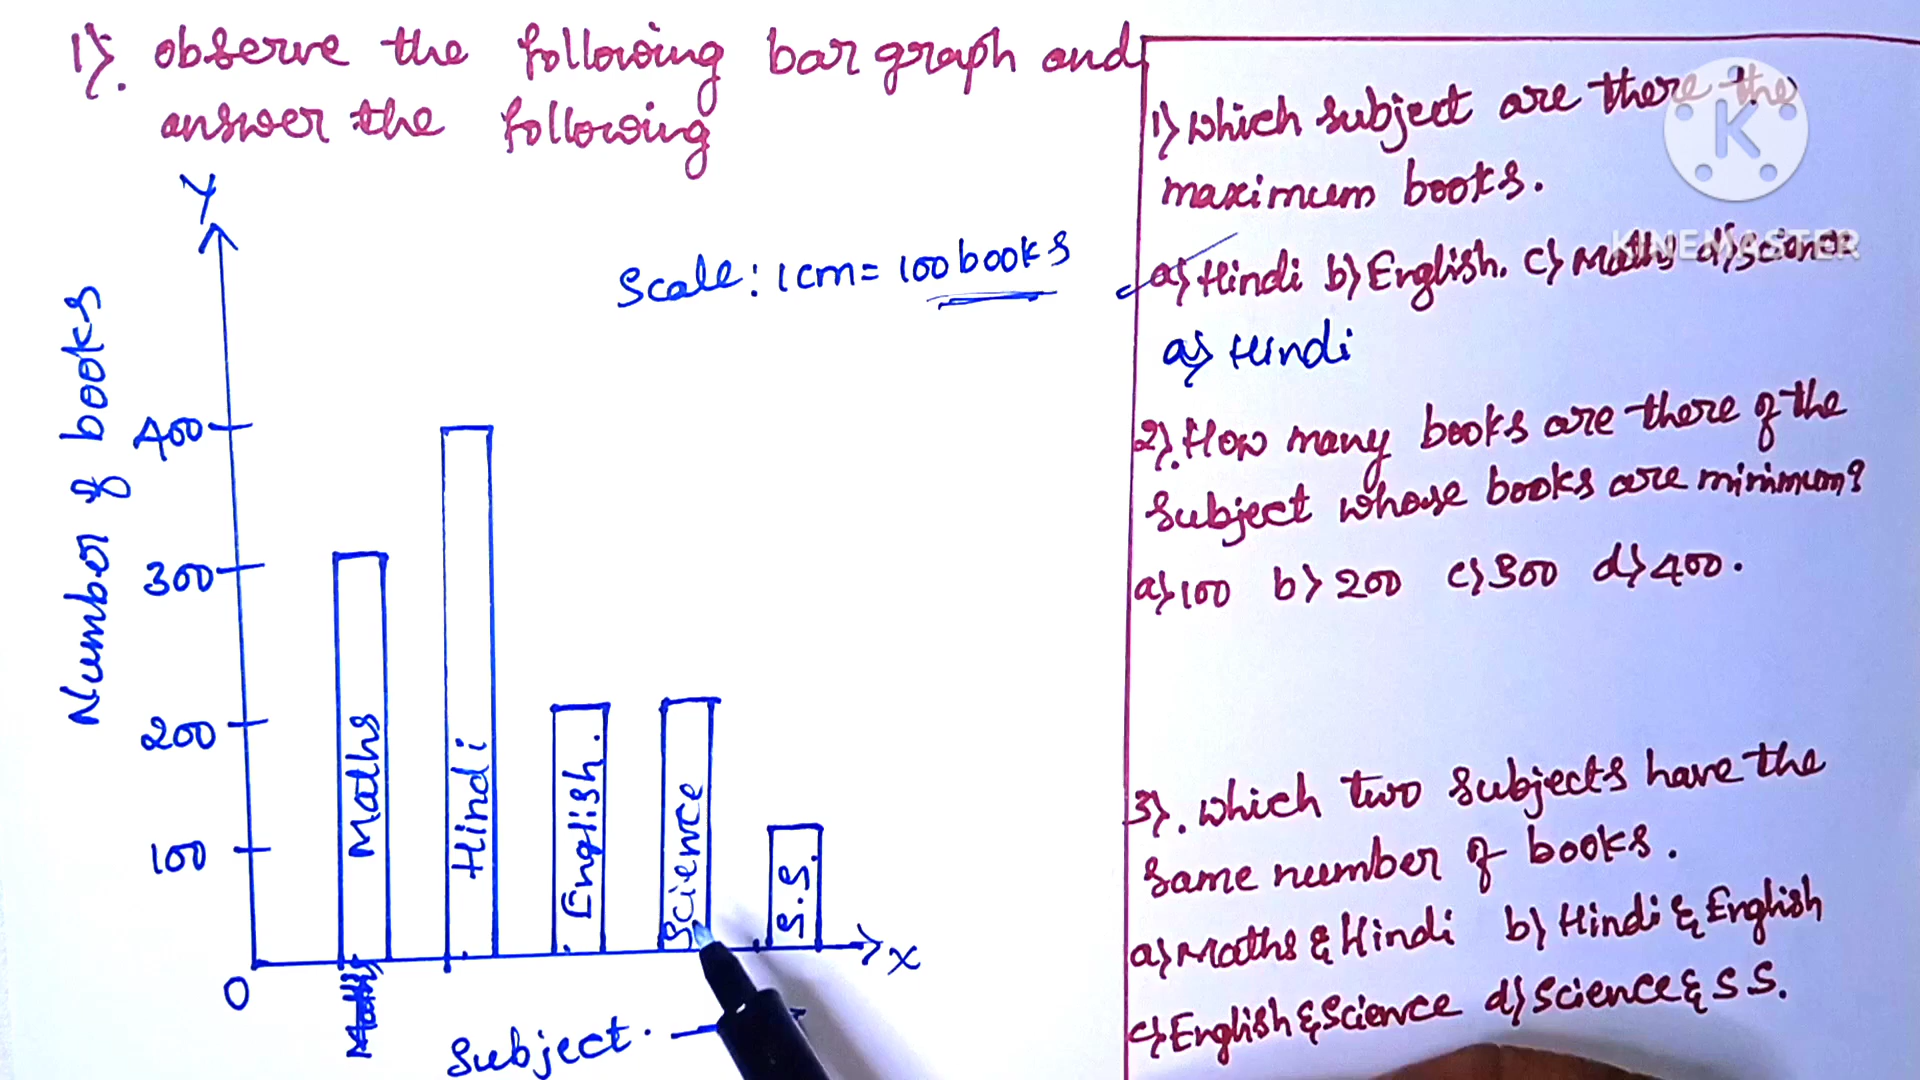 1). observe the following bar graph and
answer the following
Y
Scale: 1cm = 100 books
Number of books
400
300
200
100
0
Maths
Hindi
English.
Science
S.S.
X
Maths
Subject.
1) Which subject are there the
maximum books.
a) Hindi b) English. c) Maths d) science
a) Hindi
2). How many books are there of the
subject whose books are minimum?
a) 100 b) 200 c) 300 d) 400.
3). which two subjects have the
same number of books.
a) Maths & Hindi b) Hindi & English
c) English & Science d) Science & S S.
K
KINEMASTER